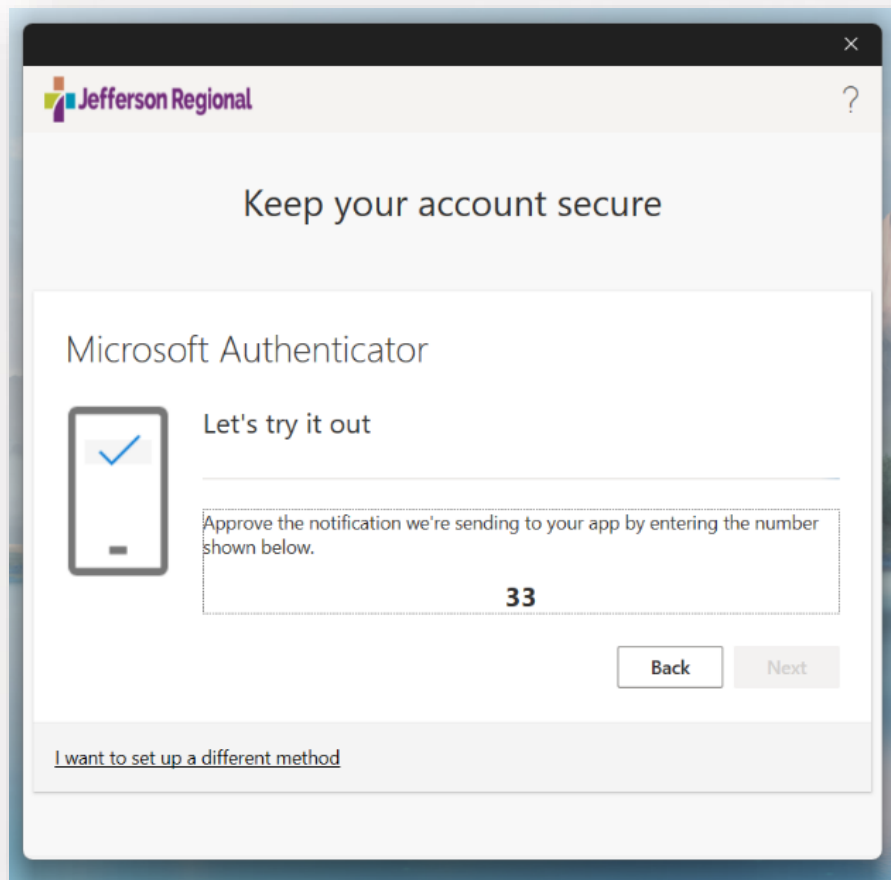 Jefferson Regional
?
Keep your account secure
Microsoft Authenticator
Let's try it out
Approve the notification we're sending to your app by entering the number
shown below.
33
Back Next
I want to set up a different method